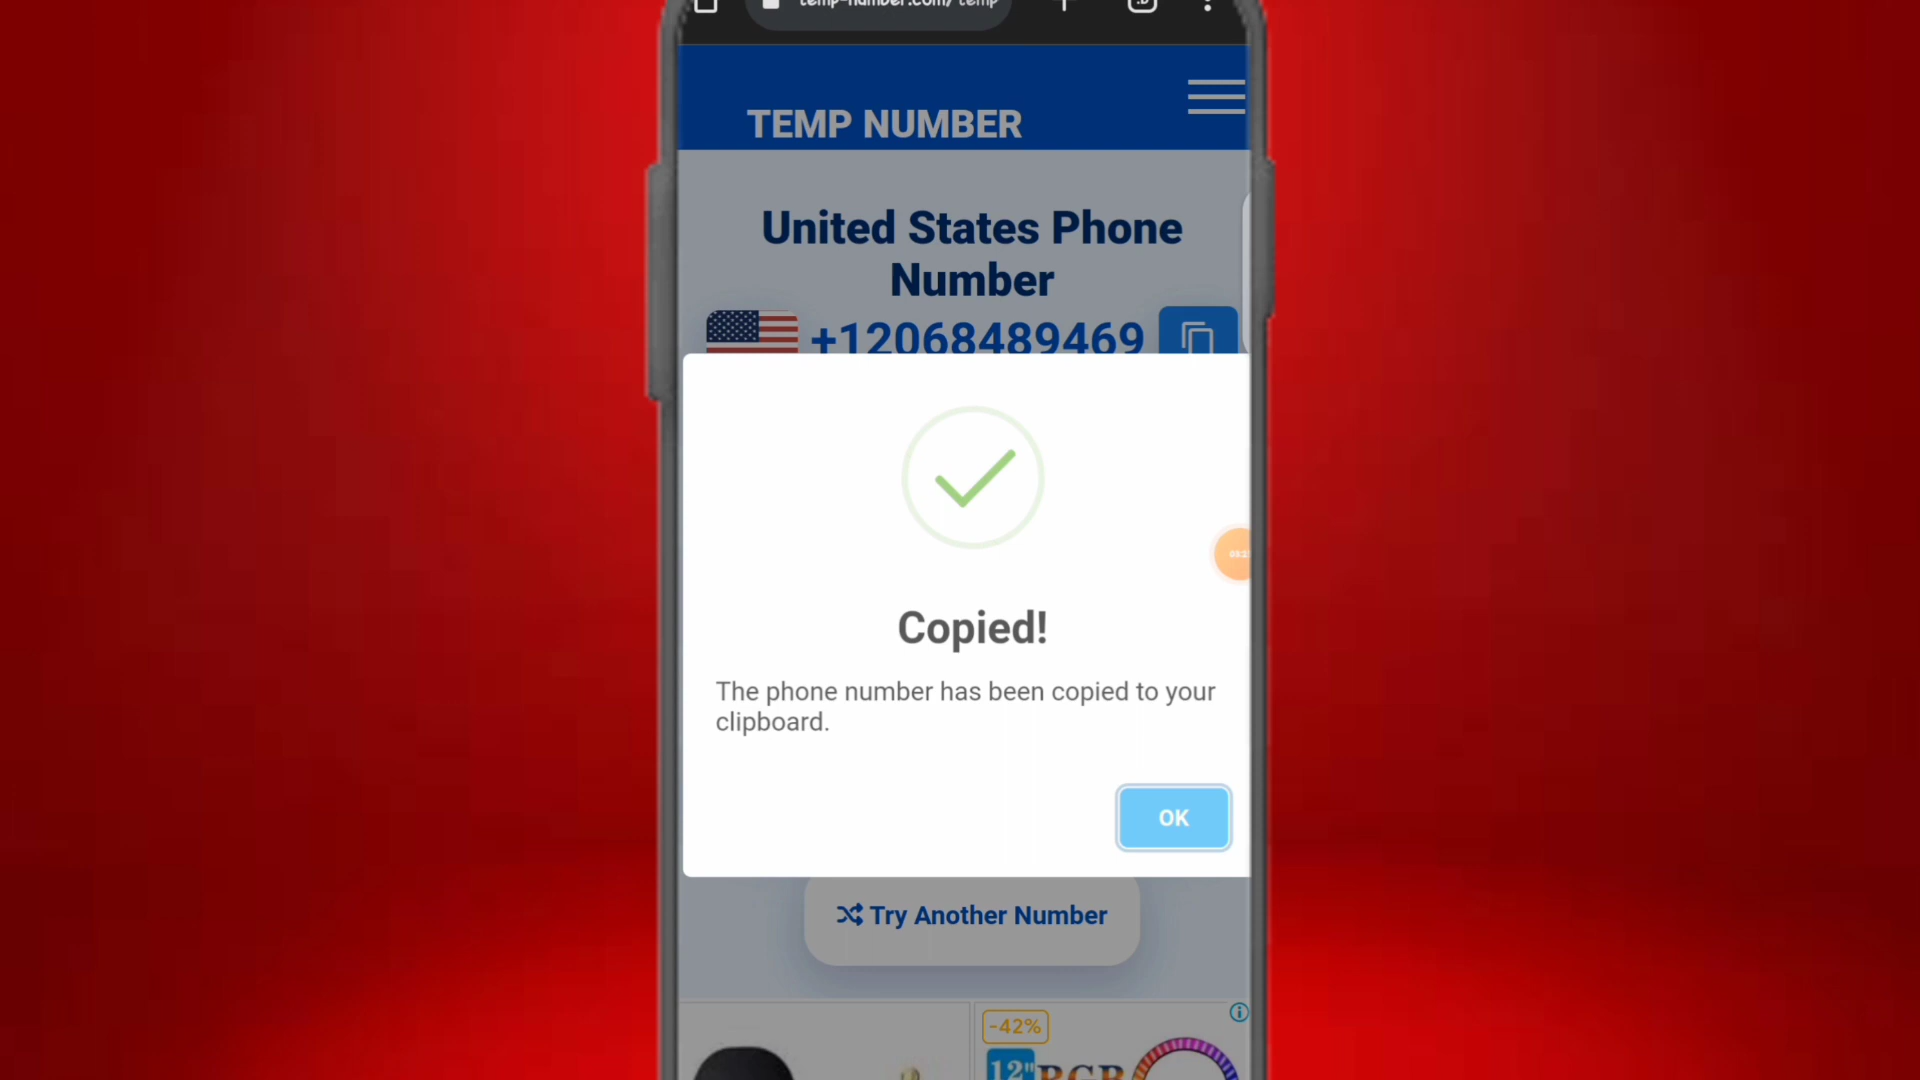 temp-number.com/temp
TEMP NUMBER
United States Phone
Number
+12068489469
Copied!
The phone number has been copied to your
clipboard.
OK
Try Another Number
-42%
12" RGB